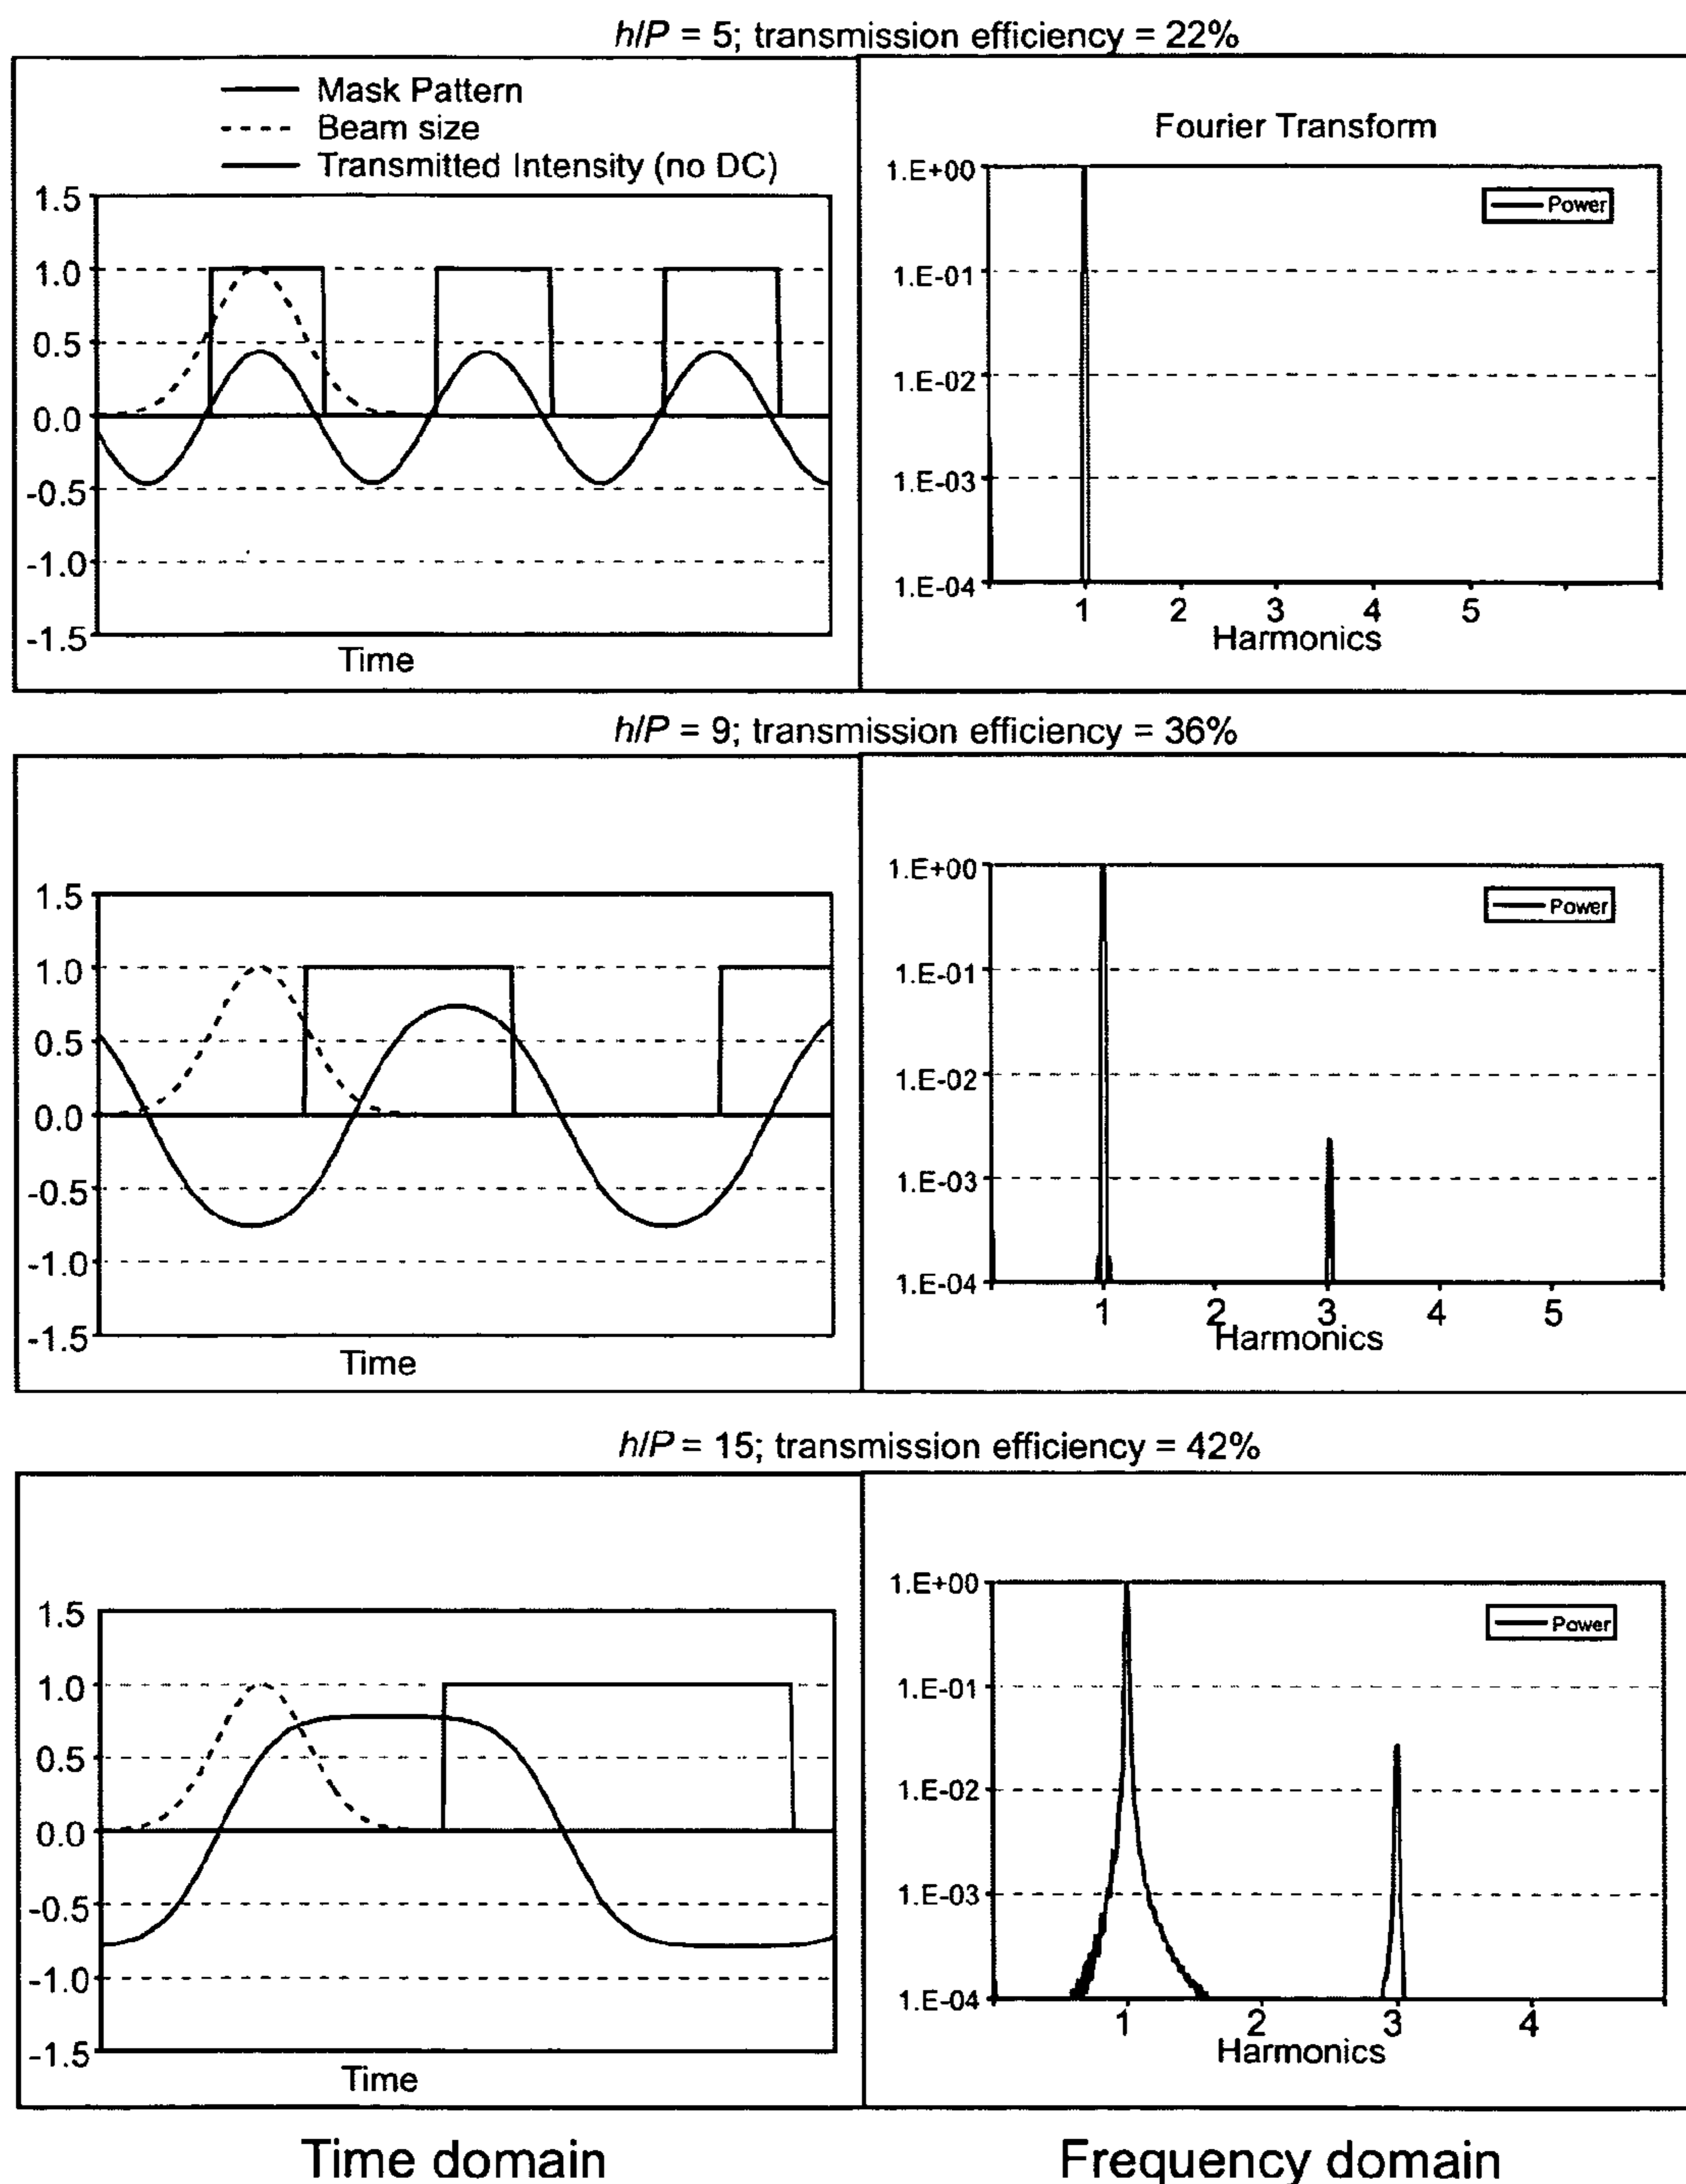 h/P = 5; transmission efficiency = 22%
Mask Pattern
Beam size
Transmitted Intensity (no DC)
1.5
1.0
0.5
0.0
-0.5
-1.0
-1.5
Time
Fourier Transform
1.E+00
1.E-01
1.E-02
1.E-03
1.E-04
Power
1 2 3 4 5
Harmonics
h/P = 9; transmission efficiency = 36%
1.5
1.0
0.5
0.0
-0.5
-1.0
-1.5
Time
1.E+00
1.E-01
1.E-02
1.E-03
1.E-04
Power
1 2 3 4 5
Harmonics
h/P = 15; transmission efficiency = 42%
1.5
1.0
0.5
0.0
-0.5
-1.0
-1.5
Time
1.E+00
1.E-01
1.E-02
1.E-03
1.E-04
Power
1 2 3 4
Harmonics
Time domain
Frequency domain